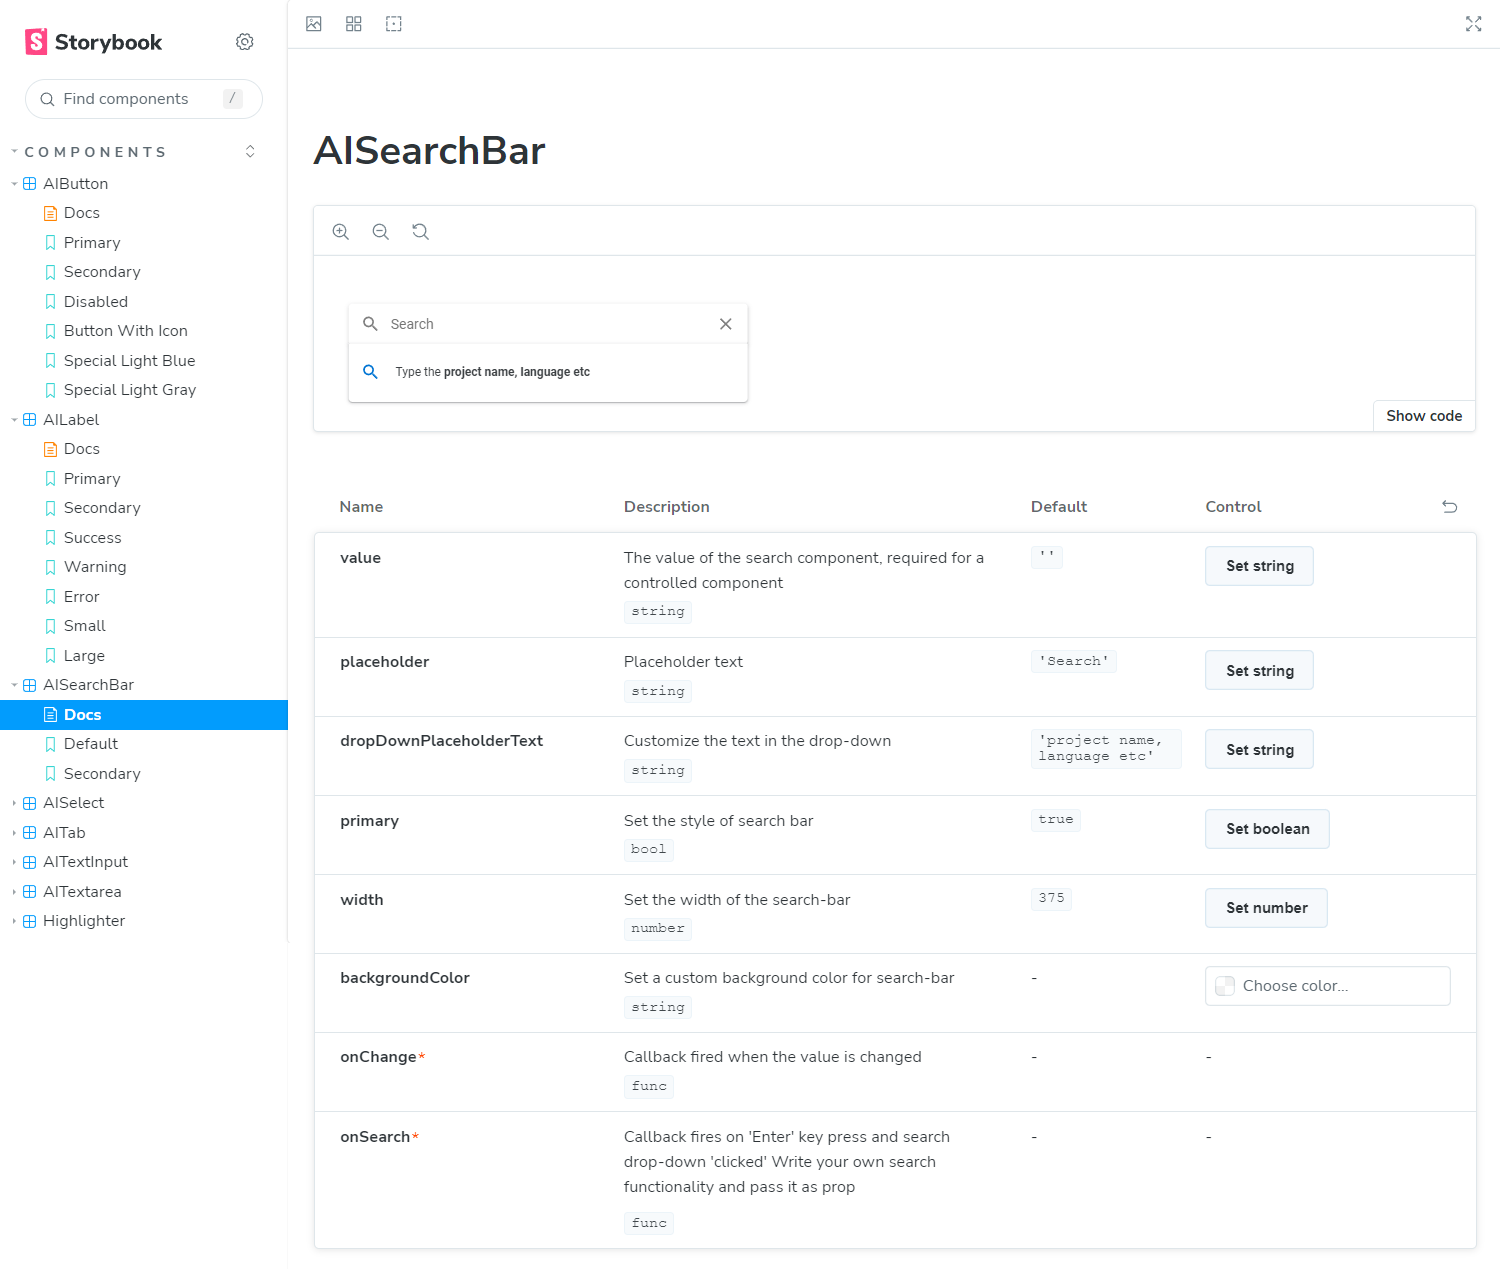 Storybook
Find components
/
COMPONENTS
AIButton
Docs
Primary
Secondary
Disabled
Button With Icon
Special Light Blue
Special Light Gray
AILabel
Docs
Primary
Secondary
Success
Warning
Error
Small
Large
AISearchBar
Docs
Default
Secondary
AISelect
AITab
AITextInput
AITextarea
Highlighter
AISearchBar
Search
Type the project name, language etc
Show code
Name Description Default Control
value The value of the search component, required for a '' Set string
controlled component
string
placeholder Placeholder text 'Search' Set string
string
dropDownPlaceholderText Customize the text in the drop-down 'project name, Set string
language etc'
string
primary Set the style of search bar true Set boolean
bool
width Set the width of the search-bar 375 Set number
number
backgroundColor Set a custom background color for search-bar - Choose color...
string
onChange* Callback fired when the value is changed - -
func
onSearch* Callback fires on 'Enter' key press and search - -
drop-down 'clicked' Write your own search
functionality and pass it as prop
func